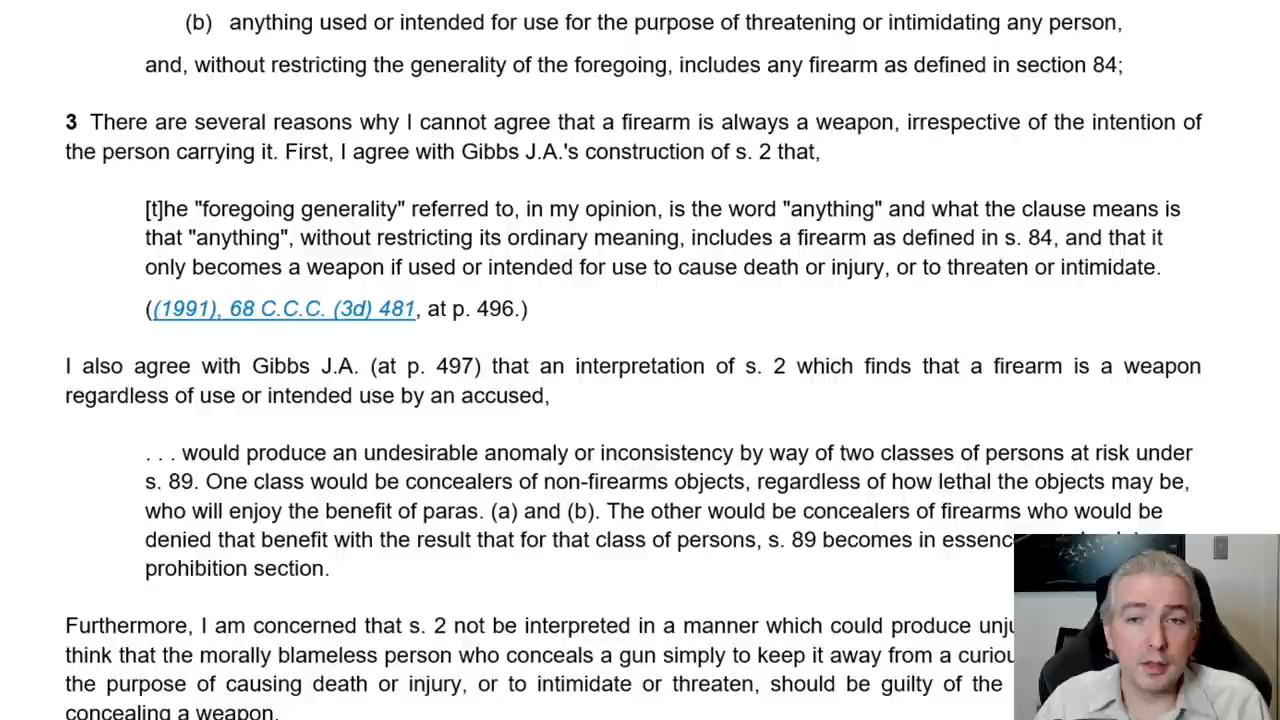 (b) anything used or intended for use for the purpose of threatening or intimidating any person,
and, without restricting the generality of the foregoing, includes any firearm as defined in section 84;
3 There are several reasons why I cannot agree that a firearm is always a weapon, irrespective of the intention of
the person carrying it. First, I agree with Gibbs J.A.'s construction of s. 2 that,
[t]he "foregoing generality" referred to, in my opinion, is the word "anything" and what the clause means is
that "anything", without restricting its ordinary meaning, includes a firearm as defined in s. 84, and that it
only becomes a weapon if used or intended for use to cause death or injury, or to threaten or intimidate.
((1991), 68 C.C.C. (3d) 481, at p. 496.)
I also agree with Gibbs J.A. (at p. 497) that an interpretation of s. 2 which finds that a firearm is a weapon
regardless of use or intended use by an accused,
. . . would produce an undesirable anomaly or inconsistency by way of two classes of persons at risk under
s. 89. One class would be concealers of non-firearms objects, regardless of how lethal the objects may be,
who will enjoy the benefit of paras. (a) and (b). The other would be concealers of firearms who would be
denied that benefit with the result that for that class of persons, s. 89 becomes in
prohibition section.
Furthermore, I am concerned that s. 2 not be interpreted in a manner which could produce
think that the morally blameless person who conceals a gun simply to keep it away from a
the purpose of causing death or injury, or to intimidate or threaten, should be guilty of the
concealing a weapon.